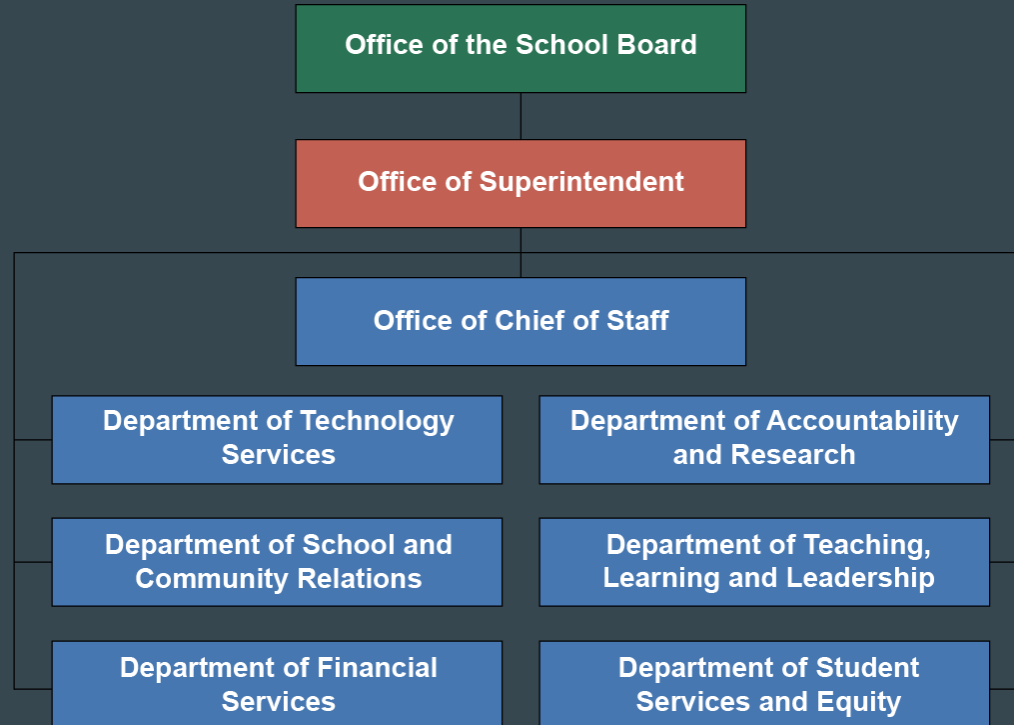 Office of the School Board
Office of Superintendent
Office of Chief of Staff
Department of Technology
Services
Department of Accountability
and Research
Department of School and
Community Relations
Department of Teaching,
Learning and Leadership
Department of Financial
Services
Department of Student
Services and Equity